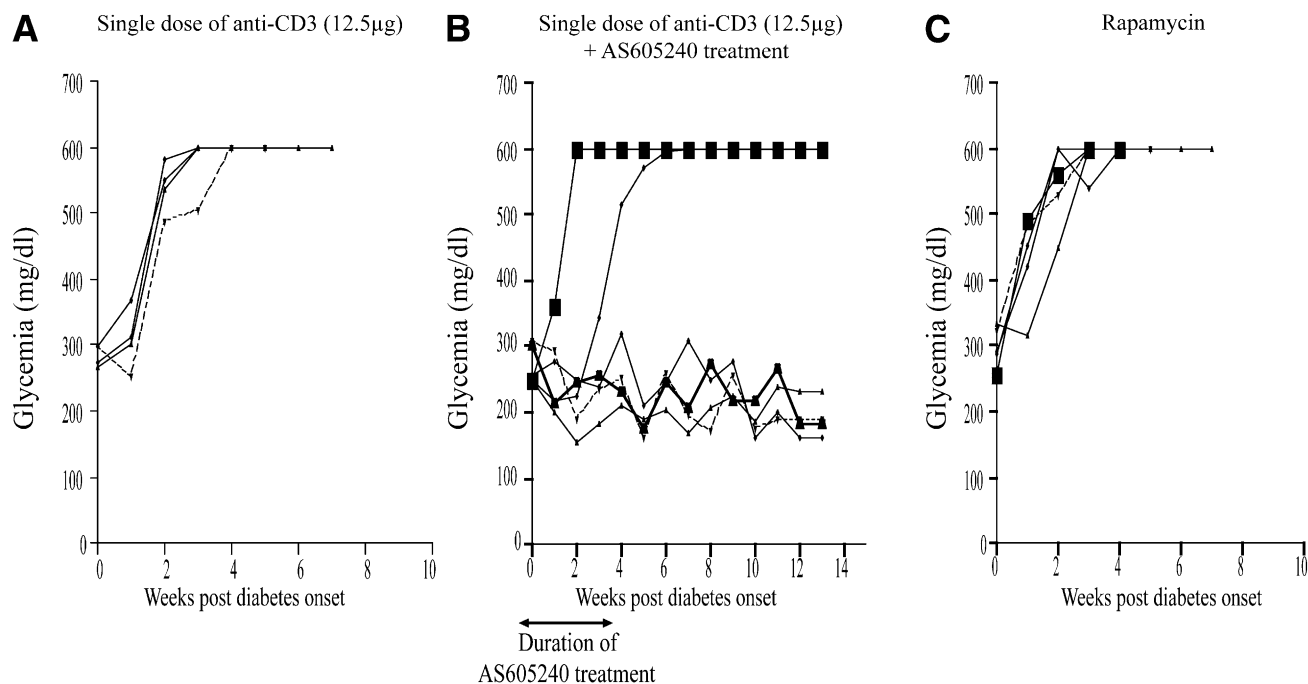 A
Single dose of anti-CD3 (12.5µg)
700
600
500
400
300
200
100
0
Glycemia (mg/dl)
0 2 4 6 8 10
Weeks post diabetes onset
B
Single dose of anti-CD3 (12.5µg)
+ AS605240 treatment
700
600
500
400
300
200
100
0
Glycemia (mg/dl)
0 2 4 6 8 10 12 14
Weeks post diabetes onset
Duration of
AS605240 treatment
C
Rapamycin
700
600
500
400
300
200
100
0
Glycemia (mg/dl)
0 2 4 6 8 10
Weeks post diabetes onset